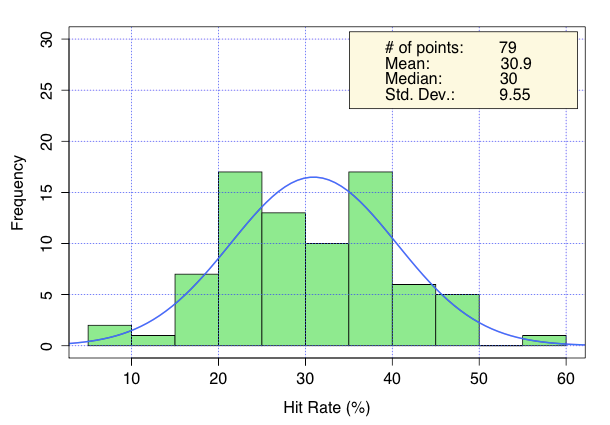 # of points: 79
Mean: 30.9
Median: 30
Std. Dev.: 9.55
30
25
20
15
10
5
0
Frequency
10 20 30 40 50 60
Hit Rate (%)